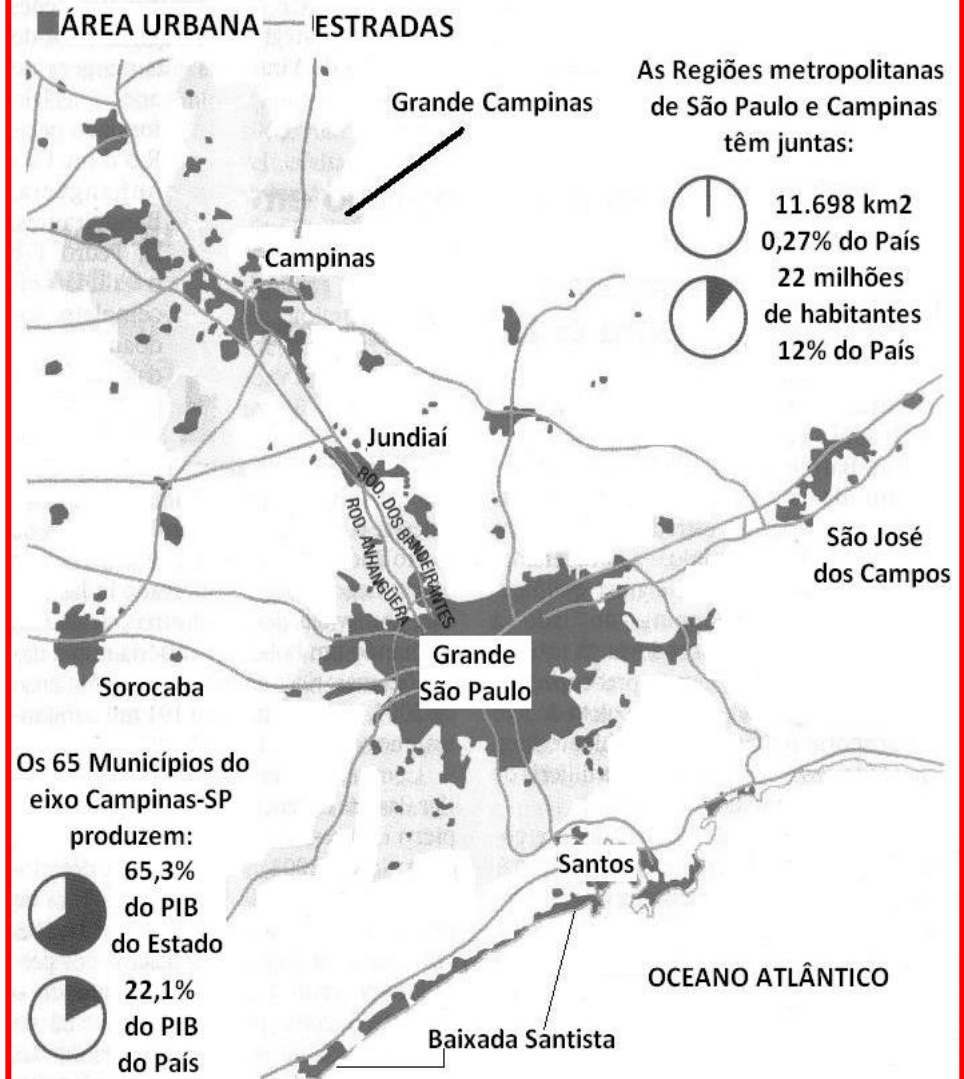 ÁREA URBANA
ESTRADAS
As Regiões metropolitanas
de São Paulo e Campinas
têm juntas:
11.698 km2
0,27% do País
22 milhões
de habitantes
12% do País
Grande Campinas
Campinas
Jundiaí
ROD. DOS BANDEIRANTES
ROD. ANHANGÜERA
São José
dos Campos
Grande
São Paulo
Sorocaba
Os 65 Municípios do
eixo Campinas-SP
produzem:
65,3%
do PIB
do Estado
22,1%
do PIB
do País
Santos
OCEANO ATLÂNTICO
Baixada Santista